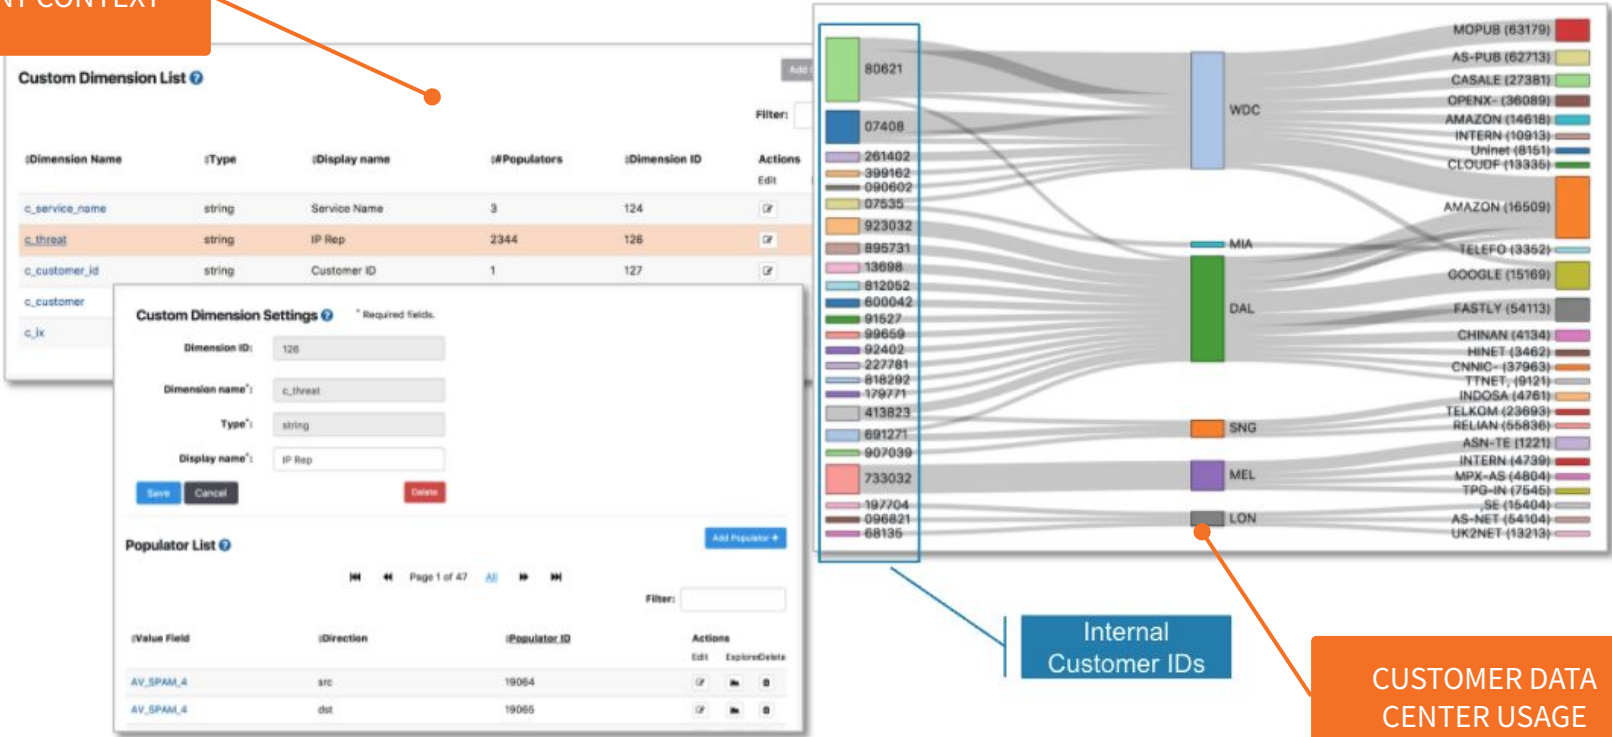 NT CONTEXT
Custom Dimension List
Add
Filter:
Dimension Name Type Display name #Populators Dimension ID Actions
Edit
c_service_name string Service Name 3 124
c_threat string IP Rep 2344 126
c_customer_id string Customer ID 1 127
c_customer
c_ix
Custom Dimension Settings * Required fields.
Dimension ID: 126
Dimension name*: c_threat
Type*: string
Display name*: IP Rep
Save Cancel Delete
Populator List
Add Populator +
Page 1 of 47 All
Filter:
Value Field Direction Populator ID Actions
Edit Explore Delete
AV_SPAM_4 src 19064
AV_SPAM_4 dst 19065
80621
07408
261402
399162
090602
07535
923032
895731
13698
812052
600042
91527
99659
92402
227781
818292
179771
413823
691271
907039
733032
197704
096821
68135
WDC
MIA
DAL
SNG
MEL
LON
MOPUB (63179)
AS-PUB (62713)
CASALE (27381)
OPENX- (36089)
AMAZON (14618)
INTERN (10913)
Uninet (8151)
CLOUDF (13335)
AMAZON (16509)
TELEFO (3352)
GOOGLE (15169)
FASTLY (54113)
CHINAN (4134)
HINET (3462)
CNNIC- (37963)
TTNET, (9121)
INDOSA (4761)
TELKOM (23693)
RELIAN (55836)
ASN-TE (1221)
INTERN (4739)
MPX-AS (4804)
TPG-IN (7545)
,SE (15404)
AS-NET (54104)
UK2NET (13213)
Internal
Customer IDs
CUSTOMER DATA
CENTER USAGE